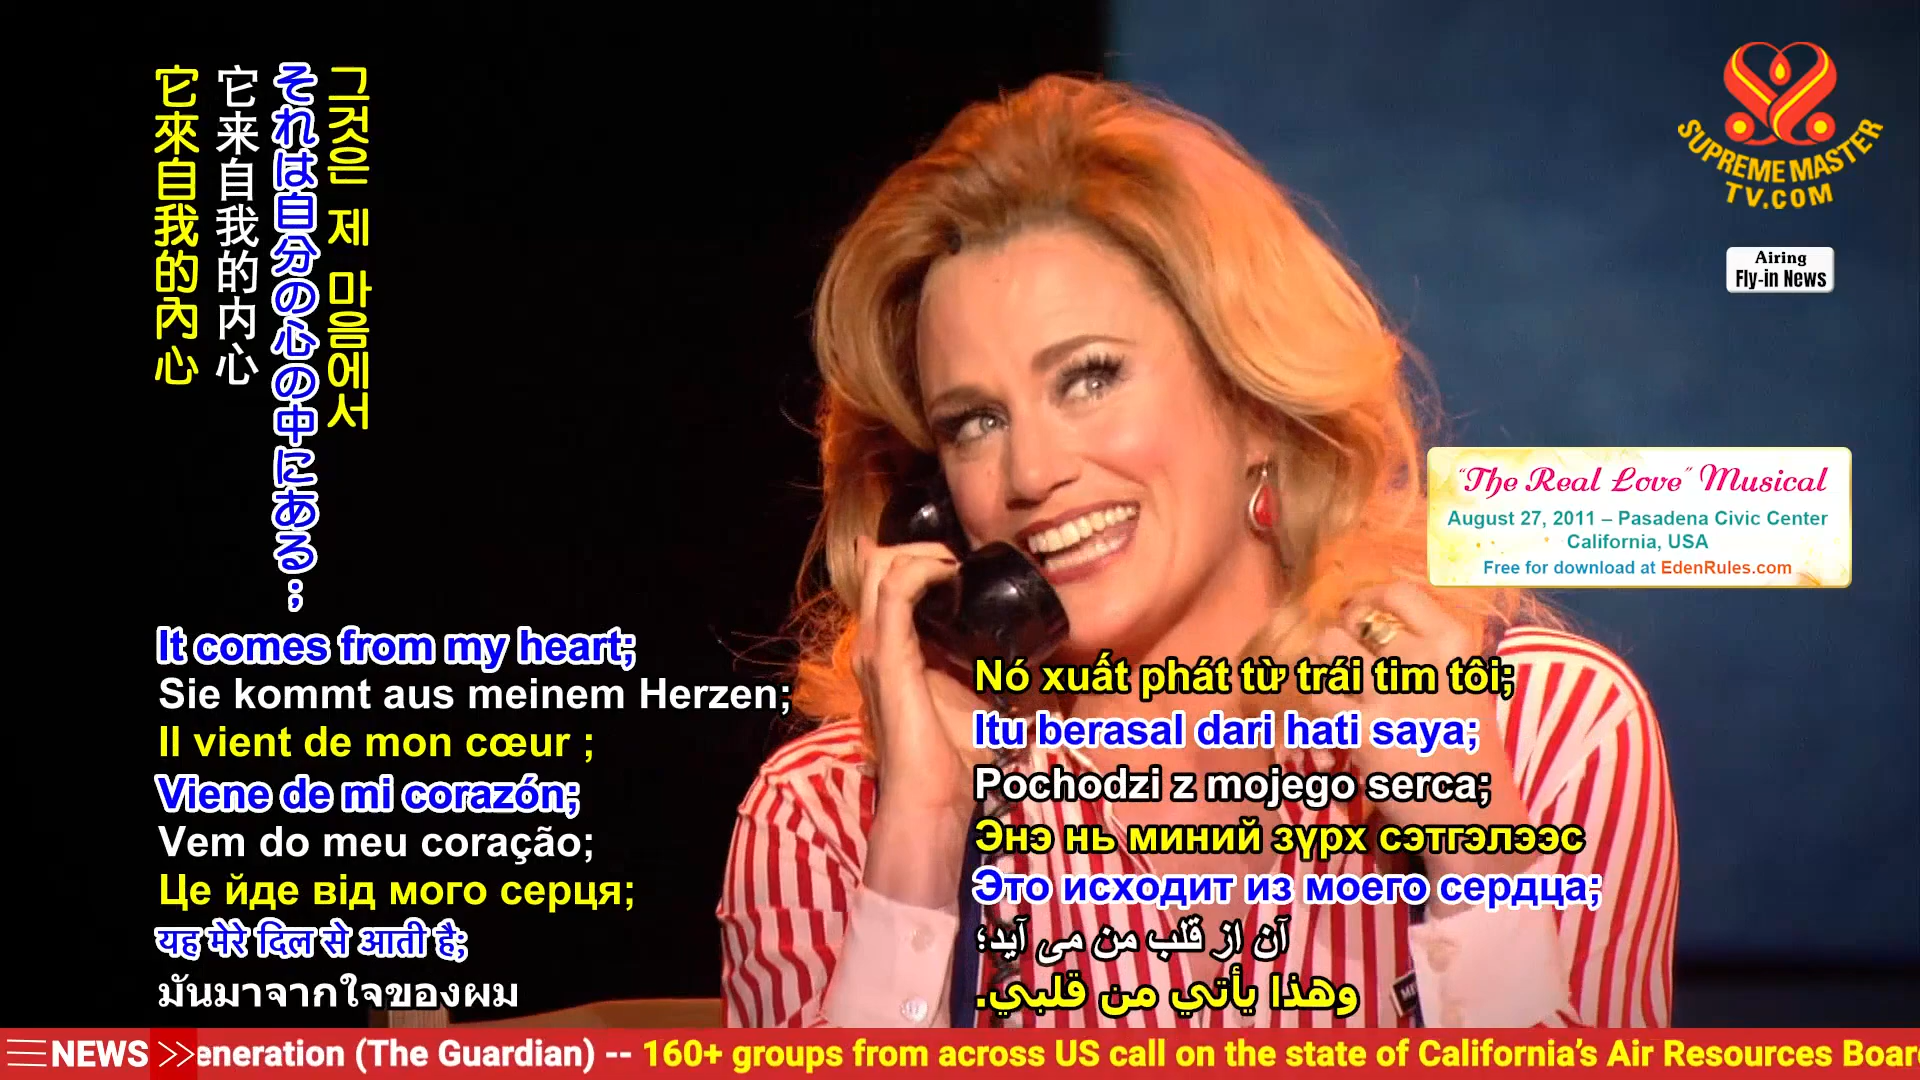 它來自我的內心
它来自我的内心
それは自分の心の中にある;
그것은 제 마음에서
SUPREME MASTER
TV.COM
Airing
Fly-in News
“The Real Love” Musical
August 27, 2011 – Pasadena Civic Center
California, USA
Free for download at EdenRules.com
It comes from my heart;
Sie kommt aus meinem Herzen;
Il vient de mon cœur ;
Viene de mi corazón;
Vem do meu coração;
Це йде від мого серця;
यह मेरे दिल से आती है;
มันมาจากใจของผม
Nó xuất phát từ trái tim tôi;
Itu berasal dari hati saya;
Pochodzi z mojego serca;
Энэ нь миний зүрх сэтгэлээс
Это исходит из моего сердца;
آن از قلب من می آید؛
وهذا يأتي من قلبي.
NEWS eneration (The Guardian) -- 160+ groups from across US call on the state of California’s Air Resources Boar